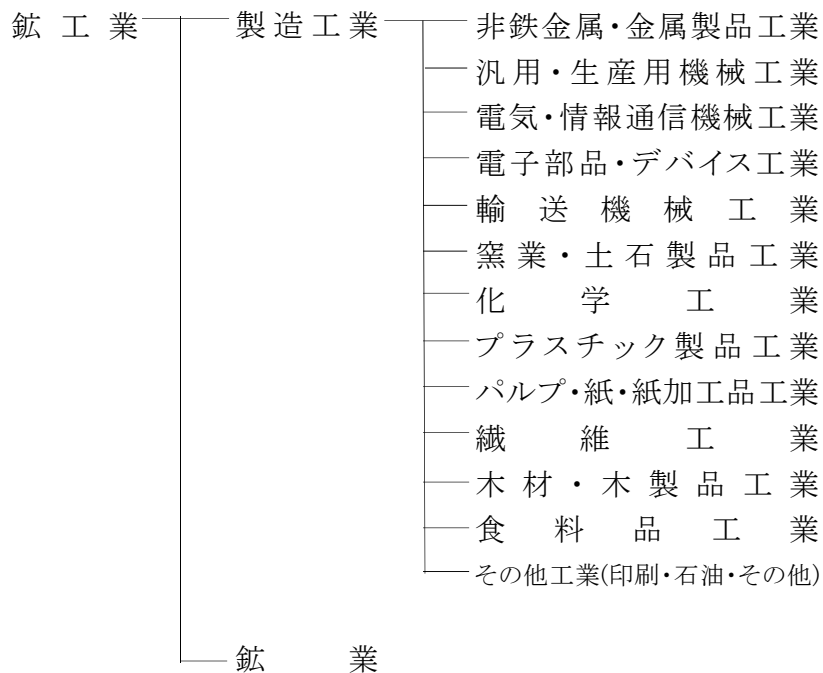 鉱工業 製造工業 非鉄金属・金属製品工業
汎用・生産用機械工業
電気・情報通信機械工業
電子部品・デバイス工業
輸送機械工業
窯業・土石製品工業
化学工業
プラスチック製品工業
パルプ・紙・紙加工品工業
繊維工業
木材・木製品工業
食料品工業
その他工業(印刷・石油・その他)
鉱業